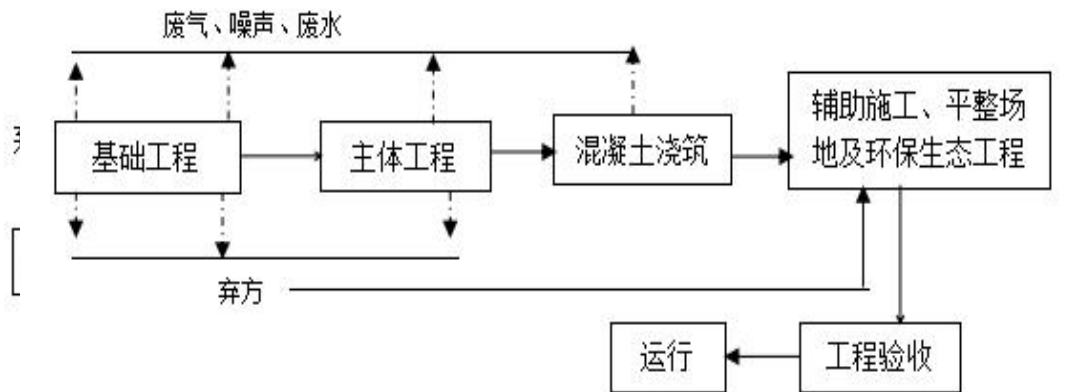 废气、噪声、废水
基础工程
主体工程
混凝土浇筑
辅助施工、平整场
地及环保生态工程
弃方
运行
工程验收